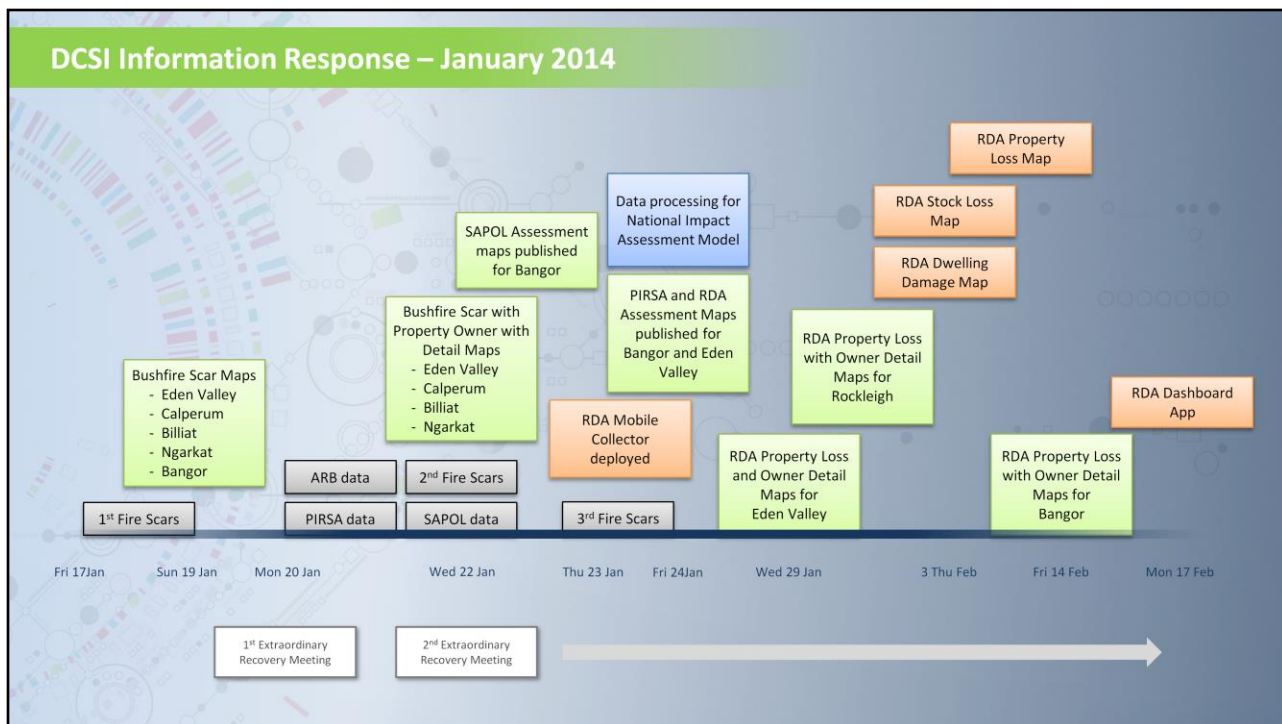 DCSI Information Response – January 2014
RDA Property
Loss Map
Data processing for
National Impact
Assessment Model
RDA Stock Loss
Map
SAPOL Assessment
maps published
for Bangor
RDA Dwelling
Damage Map
PIRSA and RDA
Assessment Maps
published for
Bangor and Eden
Valley
Bushfire Scar with
Property Owner with
Detail Maps
- Eden Valley
- Calperum
- Billiat
- Ngarkat
RDA Property Loss
with Owner Detail
Maps for
Rockleigh
Bushfire Scar Maps
- Eden Valley
- Calperum
- Billiat
- Ngarkat
- Bangor
RDA Dashboard
App
RDA Mobile
Collector
deployed
RDA Property Loss
and Owner Detail
Maps for
Eden Valley
RDA Property Loss
with Owner Detail
Maps for
Bangor
ARB data
2nd Fire Scars
1st Fire Scars
PIRSA data
SAPOL data
3rd Fire Scars
Fri 17Jan
Sun 19 Jan
Mon 20 Jan
Wed 22 Jan
Thu 23 Jan
Fri 24Jan
Wed 29 Jan
3 Thu Feb
Fri 14 Feb
Mon 17 Feb
1st Extraordinary
Recovery Meeting
2nd Extraordinary
Recovery Meeting